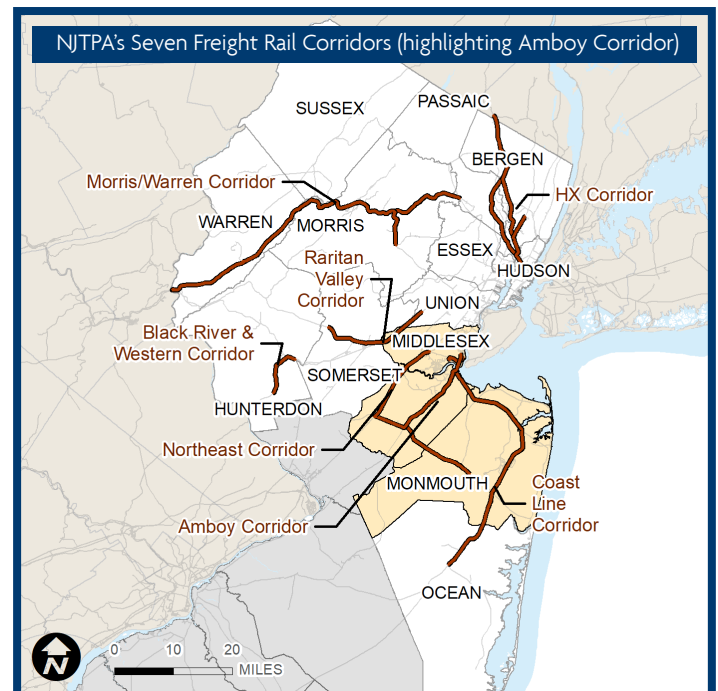 NJTPA's Seven Freight Rail Corridors (highlighting Amboy Corridor)
SUSSEX
PASSAIC
BERGEN
Morris/Warren Corridor
HX Corridor
WARREN
MORRIS
ESSEX
Raritan
Valley
Corridor
HUDSON
UNION
Black River &
Western Corridor
MIDDLESEX
SOMERSET
HUNTERDON
Northeast Corridor
MONMOUTH
Coast
Line
Corridor
Amboy Corridor
OCEAN
N
0 10 20
MILES